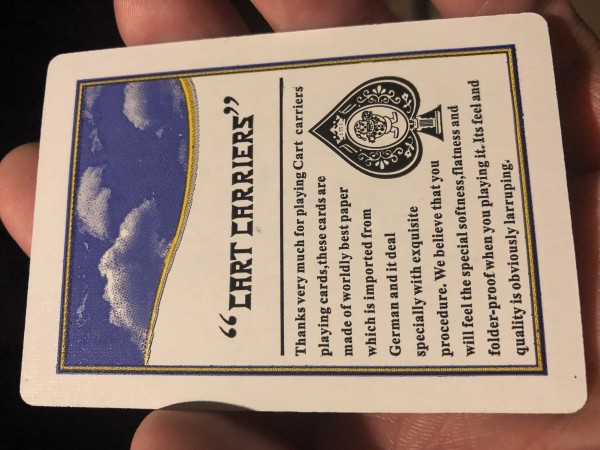 “CART CARRIERS”
Thanks very much for playing Cart carriers
playing cards,these cards are
made of worldly best paper
which is imported from
German and it deal
specially with exquisite
procedure. We believe that you
will feel the special softness,flatness and
folder-proof when you playing it. Its feel and
quality is obviously larruping.